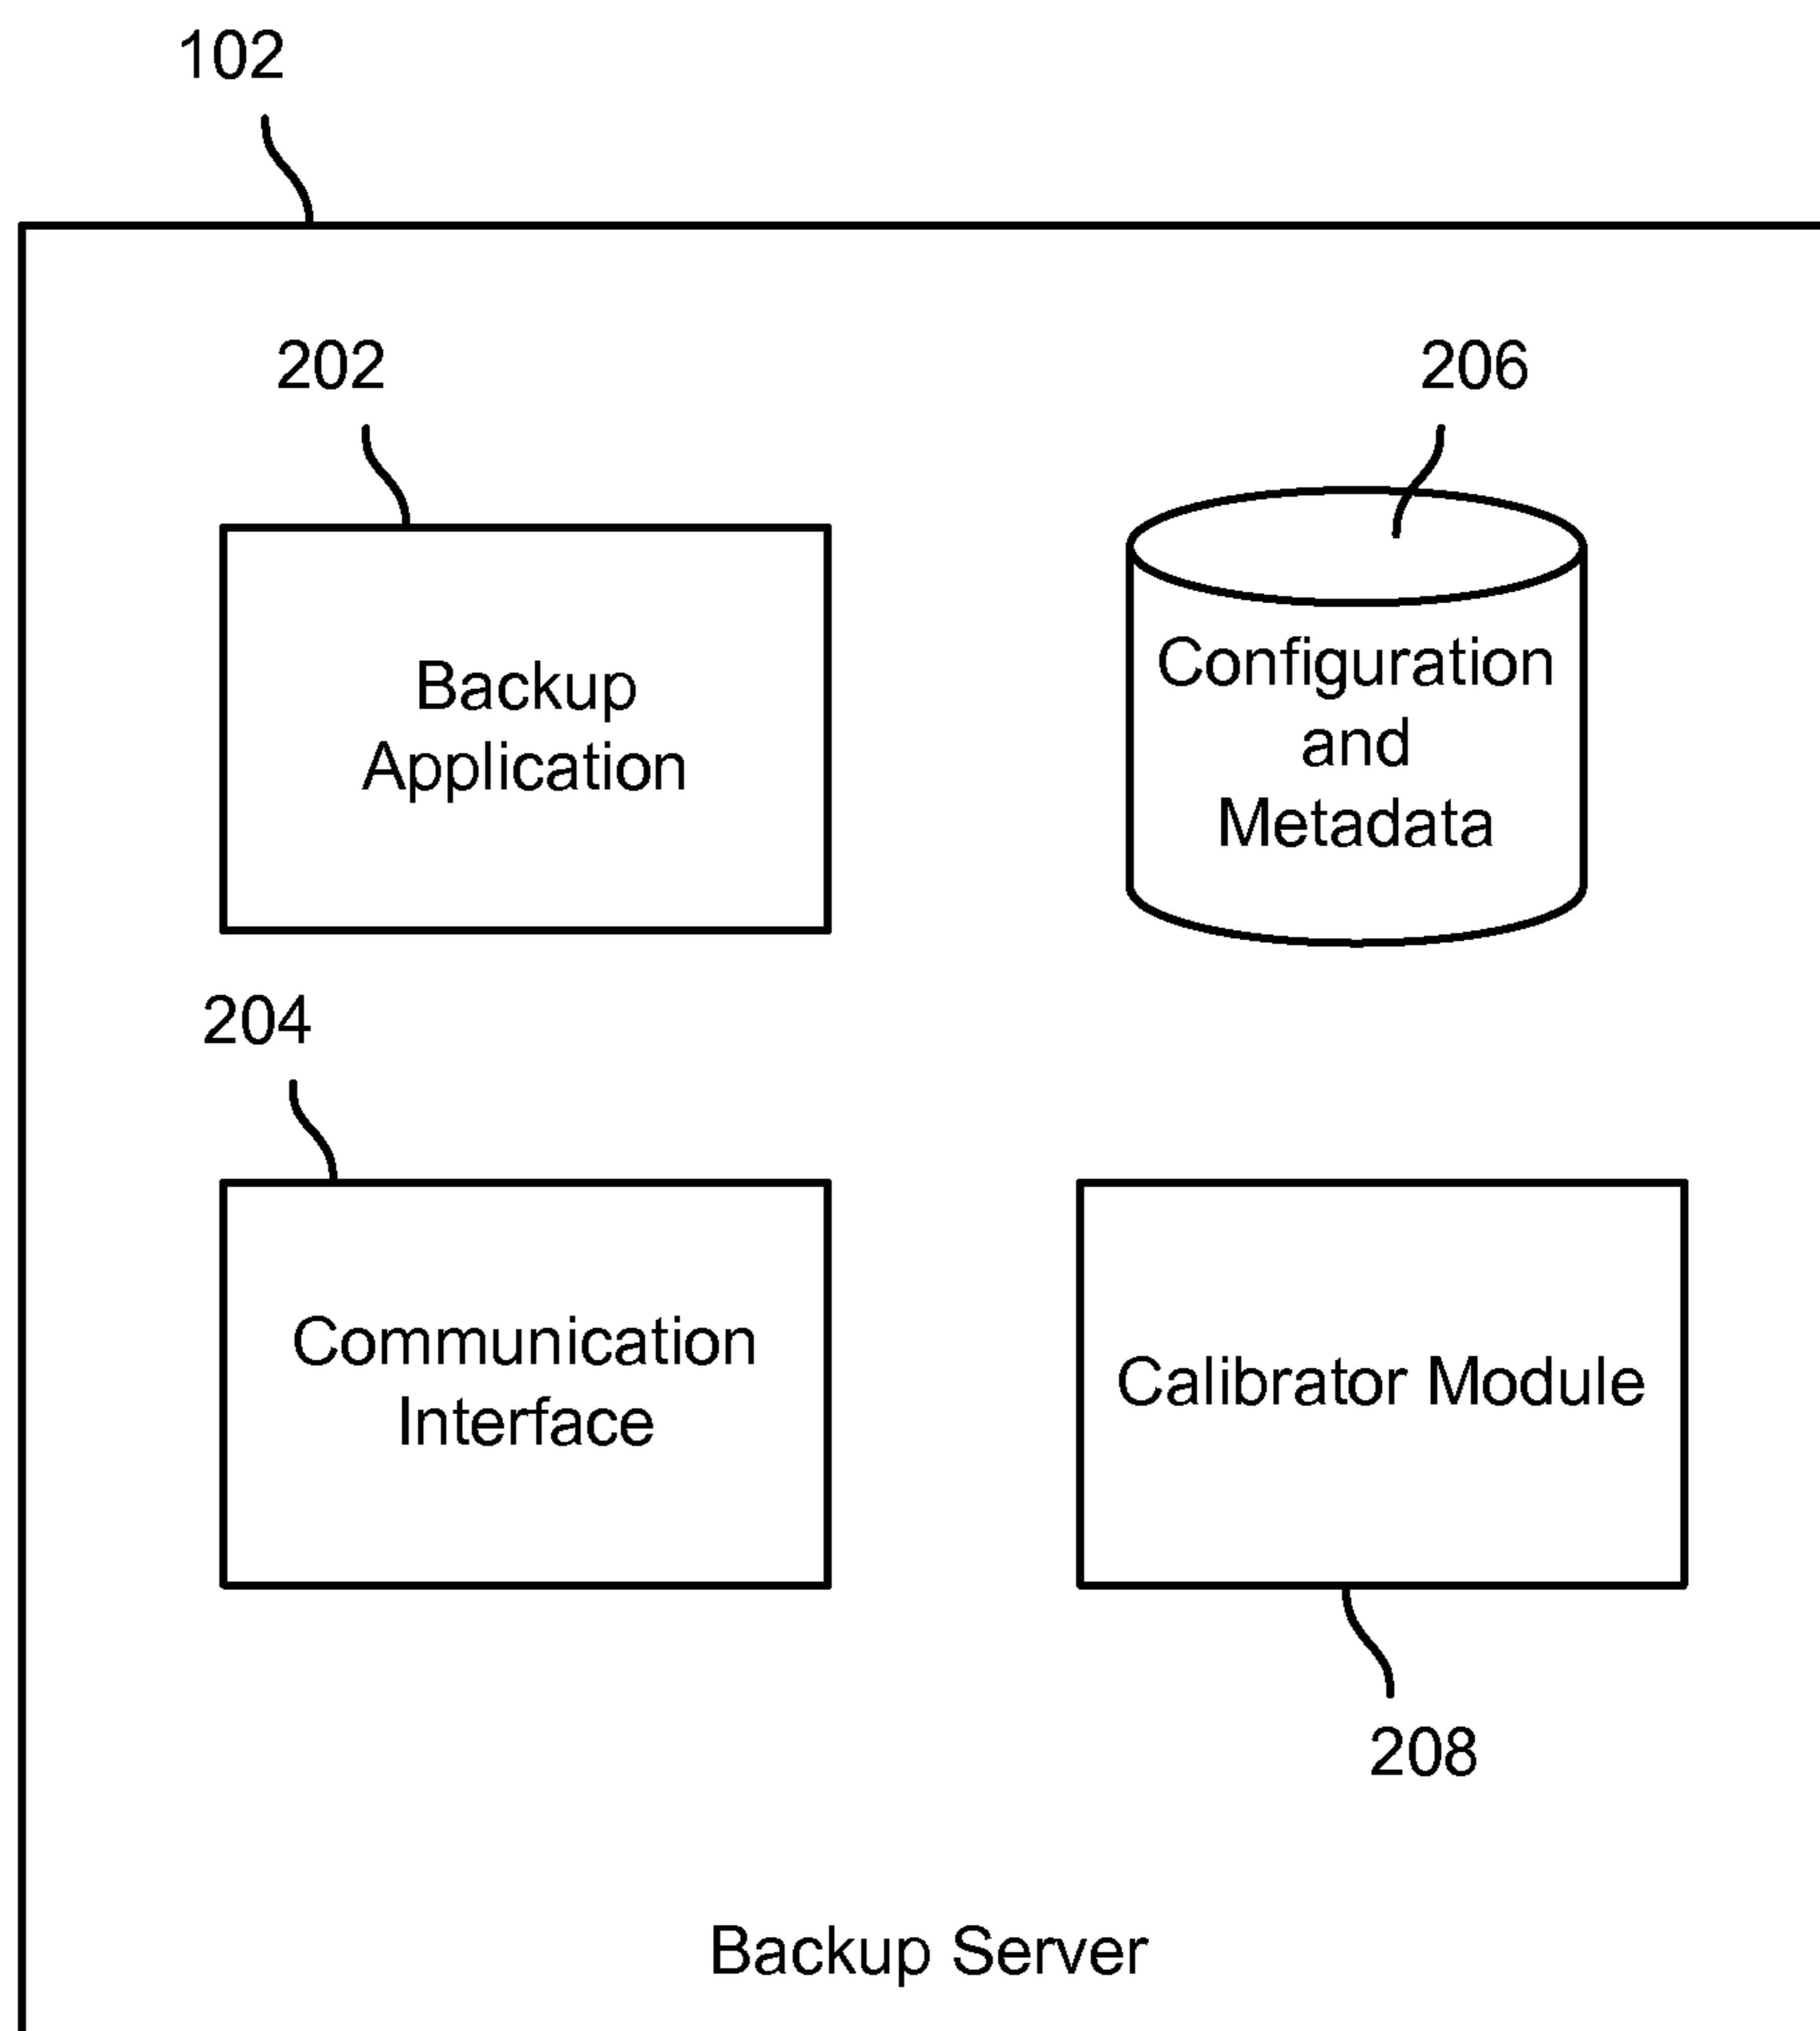 102
202
206
Backup
Application
Configuration
and
Metadata
204
Communication
Interface
Calibrator Module
208
Backup Server